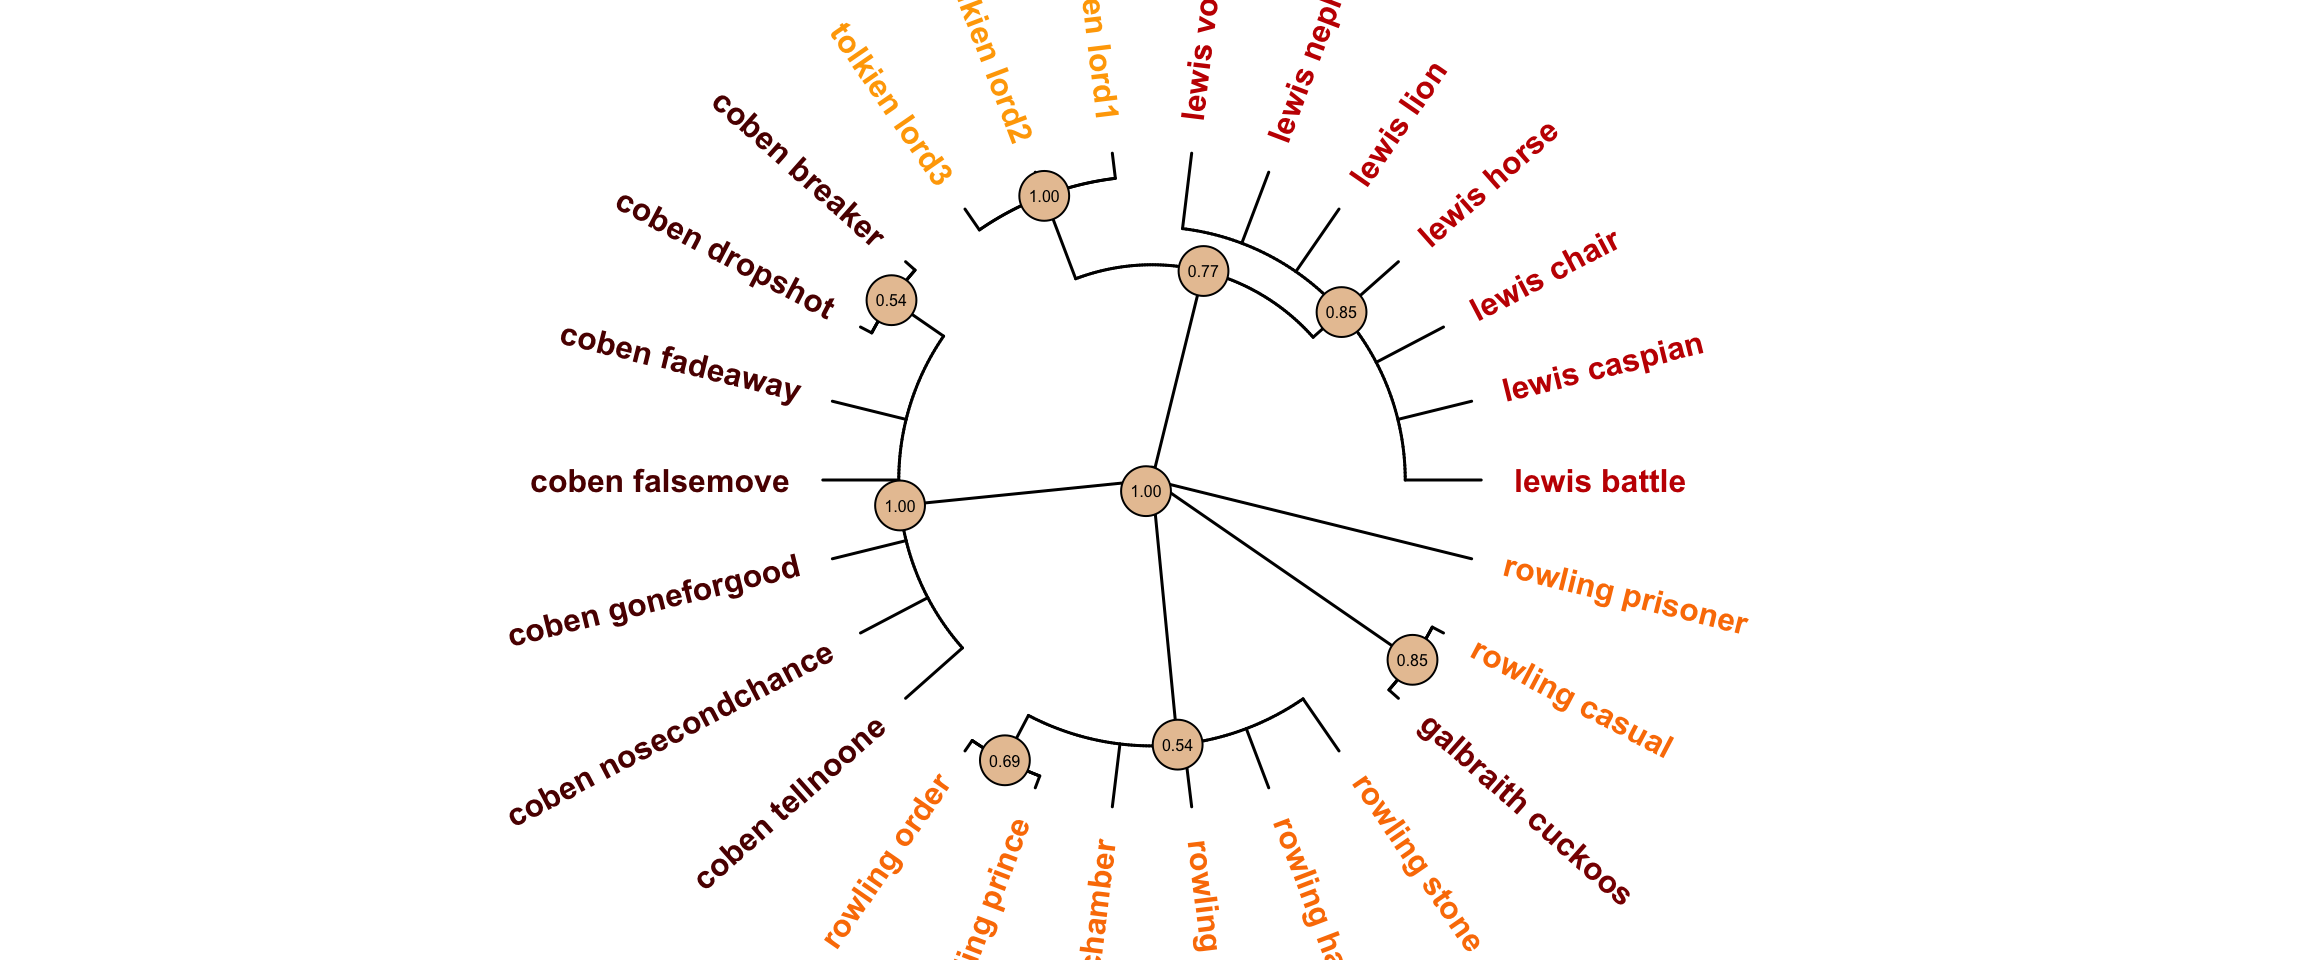 tolkien lord3
lkien lord2
en lord1
lewis vo
lewis nep
lewis lion
lewis horse
lewis chair
lewis caspian
lewis battle
rowling prisoner
rowling casual
galbraith cuckoos
rowling stone
rowling ha
rowling
chamber
ling prince
rowling order
coben tellnoone
coben nosecondchance
coben goneforgood
coben falsemove
coben fadeaway
coben dropshot
coben breaker
1.00
0.77
0.85
0.54
1.00
1.00
0.85
0.54
0.69